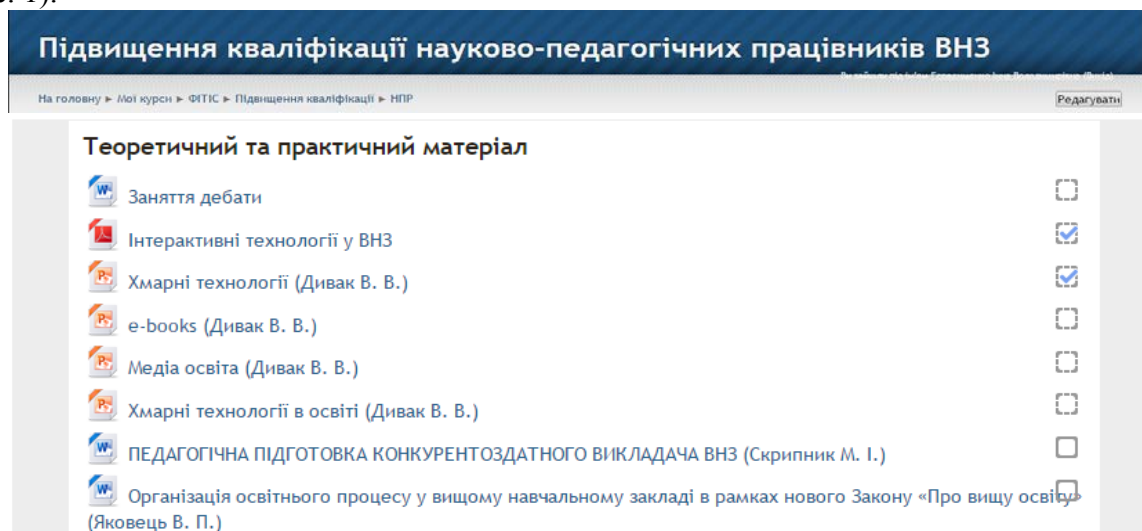 Підвищення кваліфікації науково-педагогічних працівників ВНЗ
На головну ► Мої курси ► ФІТІС ► Підвищення кваліфікації ► НПР
Редагувати
Теоретичний та практичний матеріал
Заняття дебати
Інтерактивні технології у ВНЗ
Хмарні технології (Дивак В. В.)
e-books (Дивак В. В.)
Медіа освіта (Дивак В. В.)
Хмарні технології в освіті (Дивак В. В.)
ПЕДАГОГІЧНА ПІДГОТОВКА КОНКУРЕНТОЗДАТНОГО ВИКЛАДАЧА ВНЗ (Скрипник М. І.)
Організація освітнього процесу у вищому навчальному закладі в рамках нового Закону «Про вищу освіту»
(Яковець В. П.)